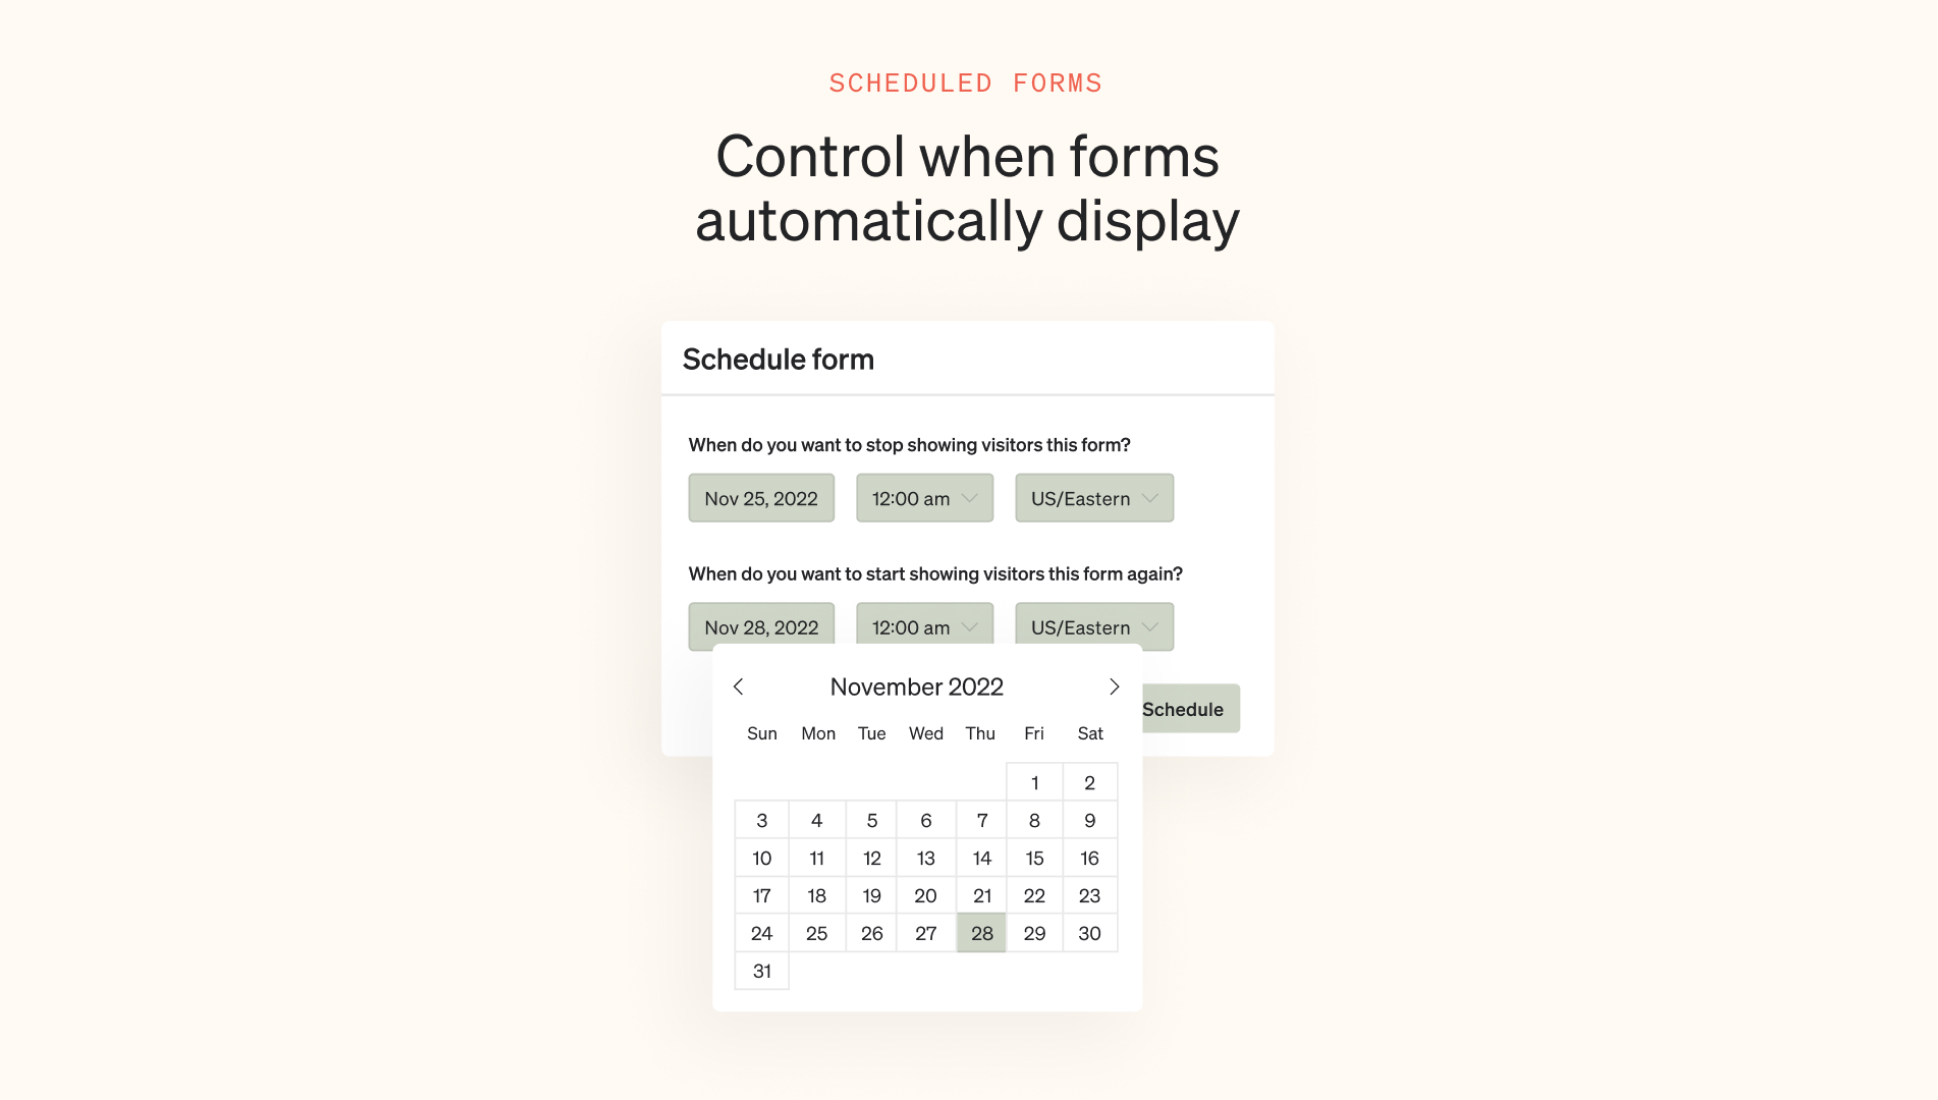 SCHEDULED FORMS
Control when forms
automatically display
Schedule form
When do you want to stop showing visitors this form?
Nov 25, 2022 12:00 am US/Eastern
When do you want to start showing visitors this form again?
Nov 28, 2022 12:00 am US/Eastern
November 2022
Schedule
Sun Mon Tue Wed Thu Fri Sat
1 2
3 4 5 6 7 8 9
10 11 12 13 14 15 16
17 18 19 20 21 22 23
24 25 26 27 28 29 30
31